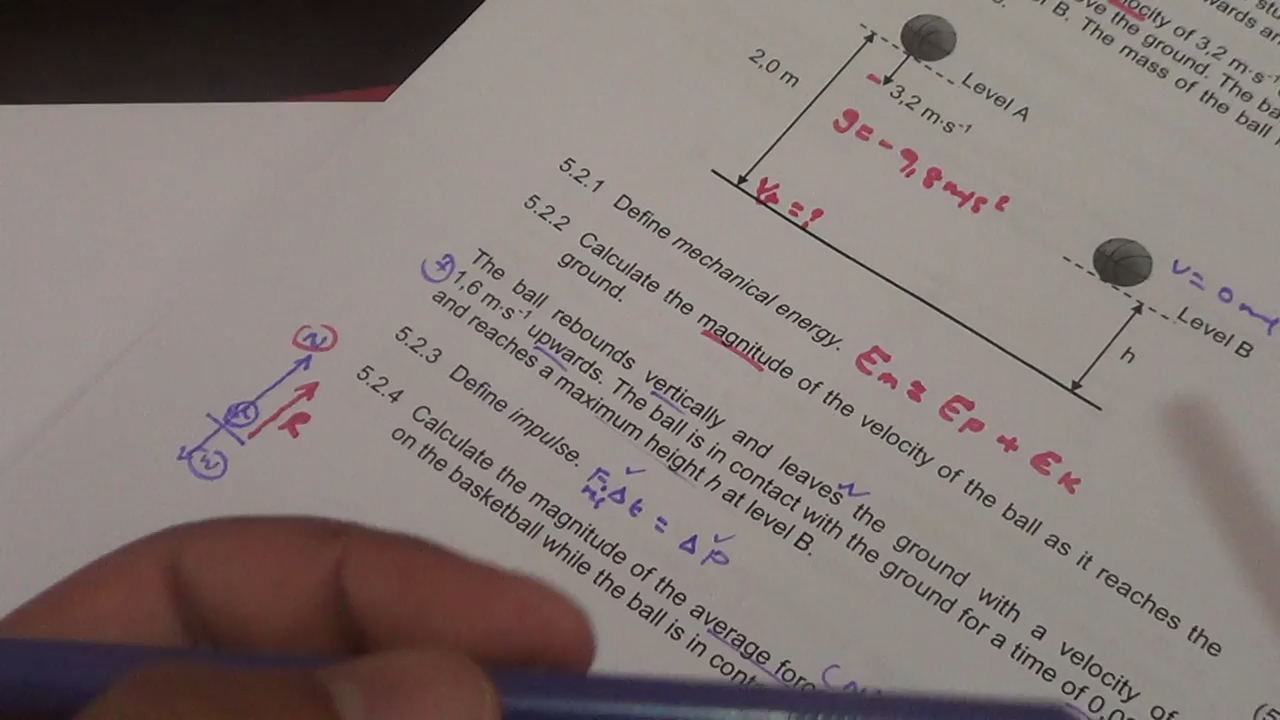 ocity of 3,2 m·s⁻¹
ove the ground. The ba
of B. The mass of the ball
2,0 m
Level A
- 3,2 m·s⁻¹
g = - 9,8 m/s²
Level B
h
5.2.1 Define mechanical energy.
Em = Ep + Ek
5.2.2 Calculate the magnitude of the velocity of the ball as it reaches the
ground.
The ball rebounds vertically and leaves the ground with a velocity of
1,6 m·s⁻¹ upwards. The ball is in contact with the ground for a time of 0,0
and reaches a maximum height h at level B.
5.2.3 Define impulse.
Δt = Δp
5.2.4 Calculate the magnitude of the average forc
on the basketball while the ball is in cont
N
R
W